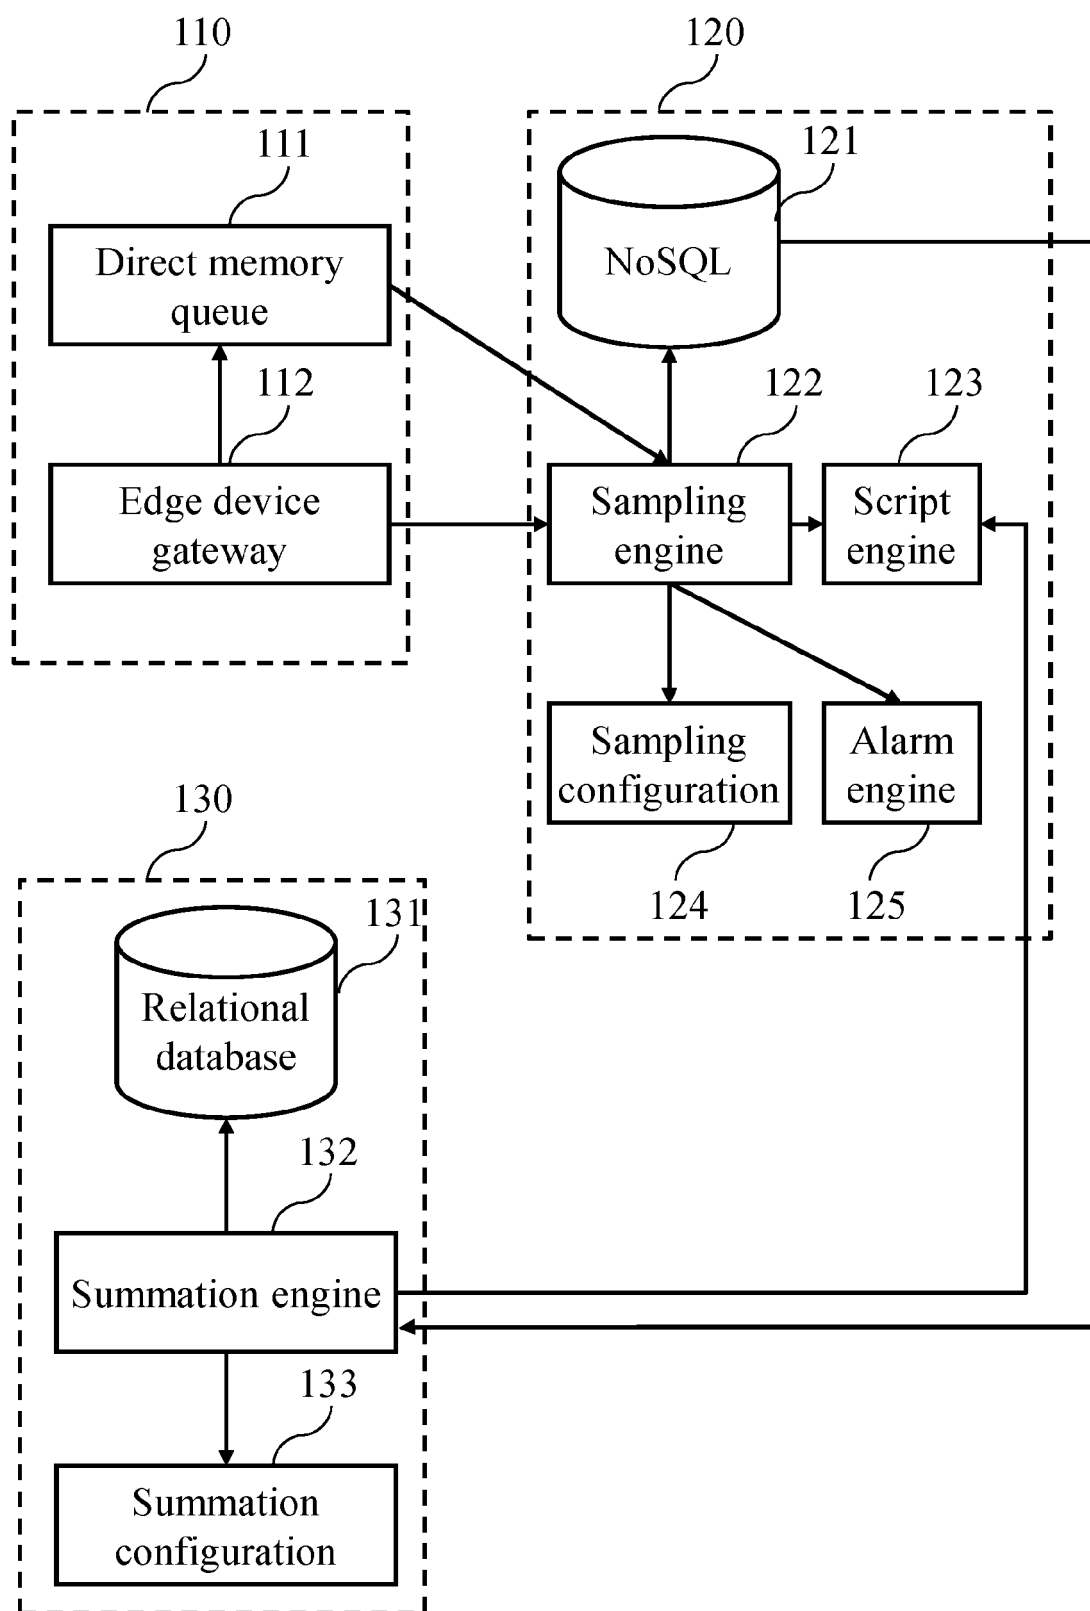 110
120
111
121
Direct memory
queue
NoSQL
112
122
123
Edge device
gateway
Sampling
engine
Script
engine
Sampling
configuration
Alarm
engine
124
125
130
131
Relational
database
132
Summation engine
133
Summation
configuration